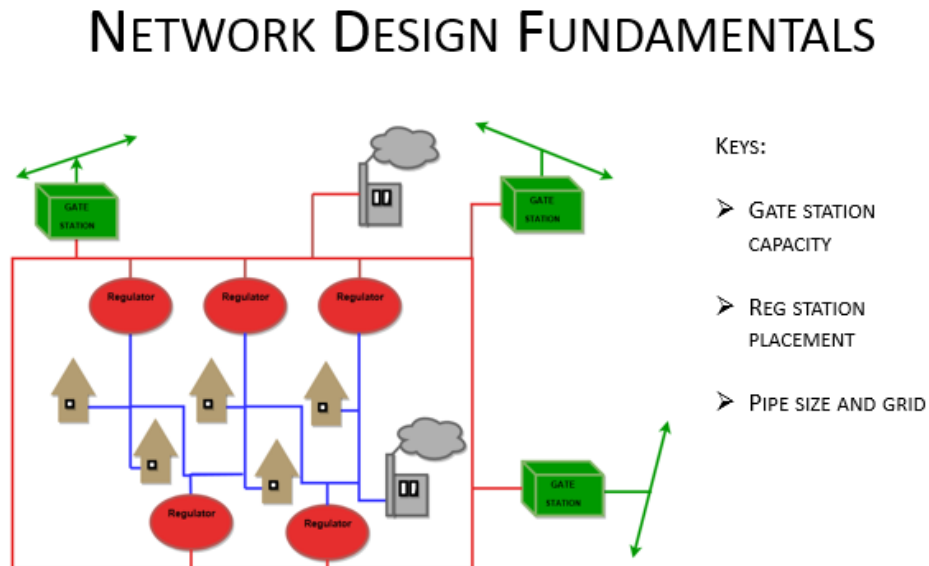 NETWORK DESIGN FUNDAMENTALS
KEYS:
GATE STATION
GATE STATION
➢ GATE STATION
CAPACITY
Regulator
Regulator
Regulator
➢ REG STATION
PLACEMENT
➢ PIPE SIZE AND GRID
GATE STATION
Regulator
Regulator